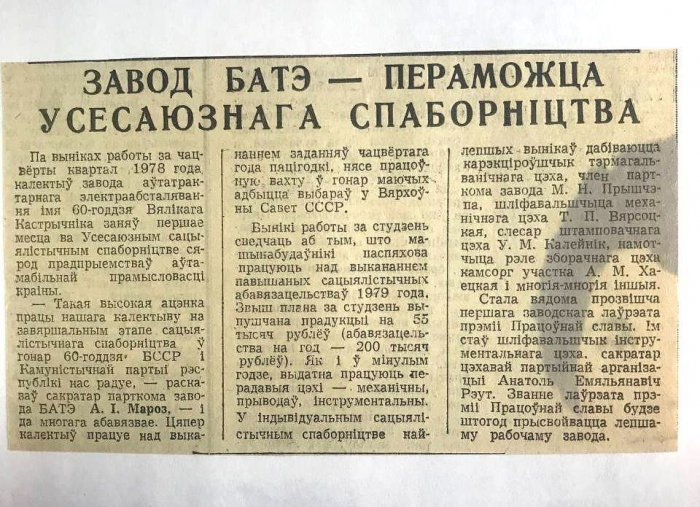 ЗАВОД БАТЭ — ПЕРАМОЖЦА
УСЕСАЮЗНАГА СПАБОРНІЦТВА
Па выніках работы за чац-
вёрты квартал 1978 года
калектыў завода аўтатрак-
тарнага электраабсталяван-
ня імя 60-годдзя Вялікага
Кастрычніка заняў першае
месца ва Усесаюзным сацы-
ялістычным спаборніцтве ся-
род прадпрыемстваў аўта-
мабільнай прамысловасці
краіны.
— Такая высокая ацэнка
працы нашага калектыву на
завяршальным этапе сацыя-
лістычнага спаборніцтва ў
гонар 60-годдзя БССР і
Камуністычнай партыі рэс-
публікі нас радуе, — раска-
заў сакратар парткома заво-
да БАТЭ А. І. Мароз, — і
да многага абавязвае. Цяпер
калектыў працуе над выка-
наннем заданняў чацвёртага
года пяцігодкі, нясе працоў-
ную вахту ў гонар маючых
адбыцца выбараў у Вярхоў-
ны Савет СССР.
Вынікі работы за студзень
сведчаць аб тым, што ма-
шынабудаўнікі паспяхова
працуюць над выкананнем
павышаных сацыялістычных
абавязацельстваў 1979 года.
Звыш плана за студзень вы-
пушчана прадукцыі на 55
тысяч рублёў (абавязацель-
ства на год — 200 тысяч
рублёў). Як і ў мінулым
годзе, выдатна працуюць пе-
радавыя цэхі — механічны,
прыводаў, інструментальны.
У індывідуальным сацыялі-
стычным спаборніцтве най-
лепшых вынікаў дабіваюцца
карэкціроўшчык тэрмагаль-
ванічнага цэха, член парт-
кома завода М. Н. Прышчэ-
па, шліфавальшчыца меха-
нічнага цэха Т. П. Вярсоц-
кая, слесар штамповачнага
цэха У. М. Калейнік, намот-
чыца рэле зборачнага цэха
камсорг участка А. М. Ха-
ецкая і многія-многія іншыя.
Стала вядома прозвішча
першага заводскага лаўрэата
прэміі Працоўнай славы. Ім
стаў шліфавальшчык інстру-
ментальнага цэха, сакратар
цэхавай партыйнай арганіза-
цыі Анатоль Емяльянавіч
Рэут. Званне лаўрэата прэ-
міі Працоўнай славы будзе
штогод прысвойвацца лепша-
му рабочаму завода.